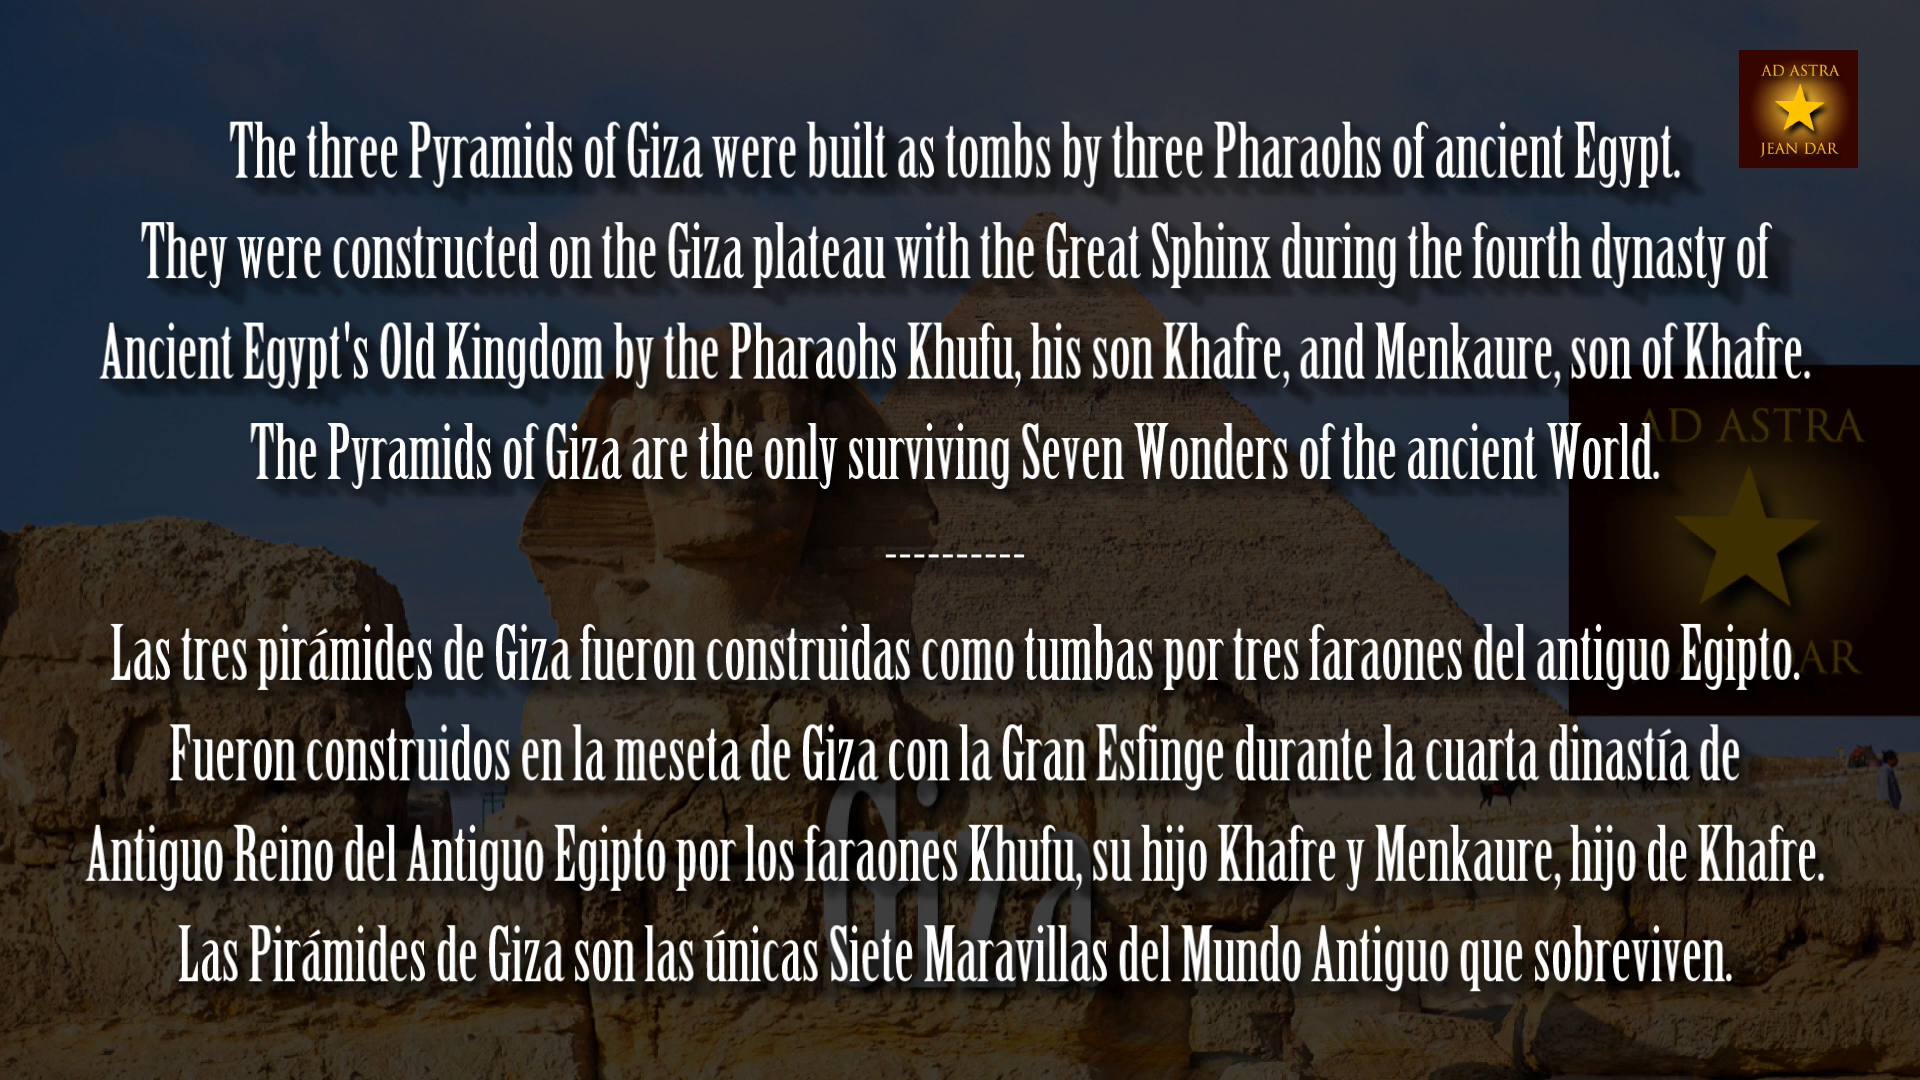 AD ASTRA
JEAN DAR
The three Pyramids of Giza were built as tombs by three Pharaohs of ancient Egypt.
They were constructed on the Giza plateau with the Great Sphinx during the fourth dynasty of
Ancient Egypt's Old Kingdom by the Pharaohs Khufu, his son Khafre, and Menkaure, son of Khafre.
The Pyramids of Giza are the only surviving Seven Wonders of the ancient World.
----------
Las tres pirámides de Giza fueron construidas como tumbas por tres faraones del antiguo Egipto.
Fueron construidos en la meseta de Giza con la Gran Esfinge durante la cuarta dinastía de
Antiguo Reino del Antiguo Egipto por los faraones Khufu, su hijo Khafre y Menkaure, hijo de Khafre.
Las Pirámides de Giza son las únicas Siete Maravillas del Mundo Antiguo que sobreviven.
AD ASTRA
DAR
Giza